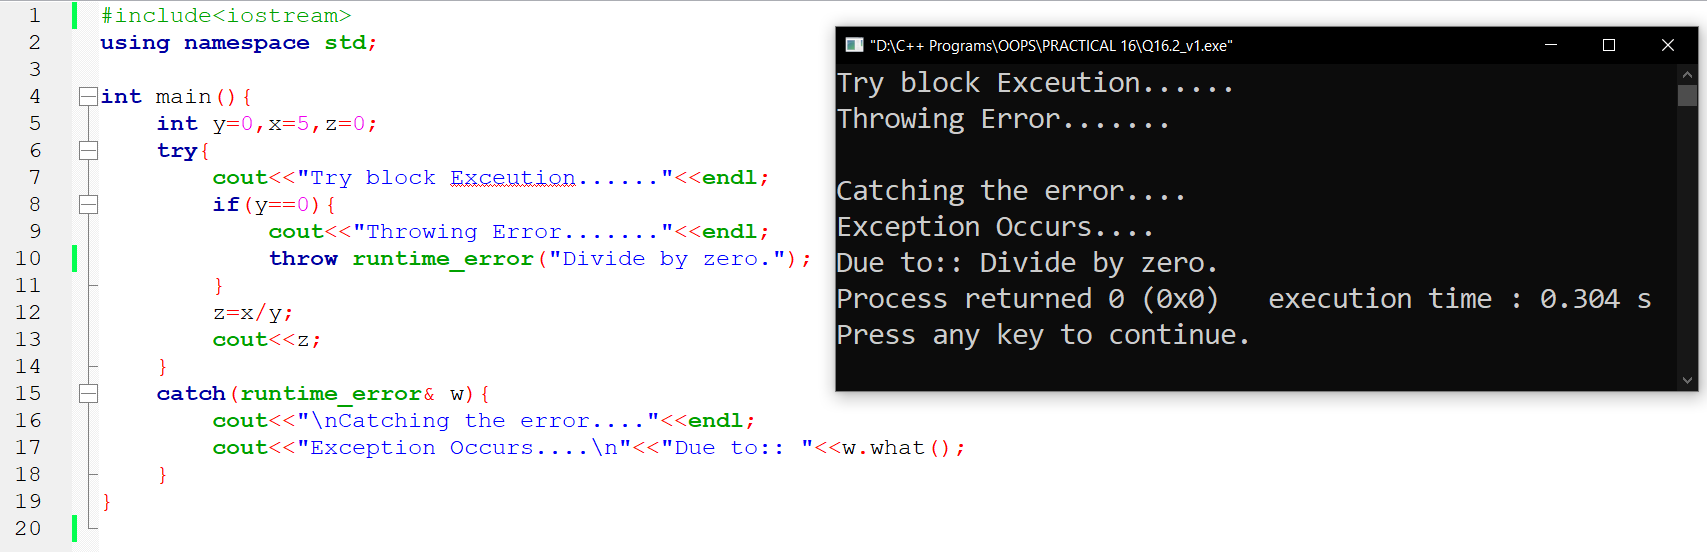 1 #include<iostream>
2 using namespace std;
3
4 int main(){
5 int y=0,x=5,z=0;
6 try{
7 cout<<"Try block Exceution......"<<endl;
8 if(y==0){
9 cout<<"Throwing Error......."<<endl;
10 throw runtime_error("Divide by zero.");
11 }
12 z=x/y;
13 cout<<z;
14 }
15 catch(runtime_error& w){
16 cout<<"\nCatching the error...."<<endl;
17 cout<<"Exception Occurs....\n"<<"Due to:: "<<w.what();
18 }
19 }
20
"D:\C++ Programs\OOPS\PRACTICAL 16\Q16.2_v1.exe"
Try block Exceution......
Throwing Error.......

Catching the error....
Exception Occurs....
Due to:: Divide by zero.
Process returned 0 (0x0)   execution time : 0.304 s
Press any key to continue.